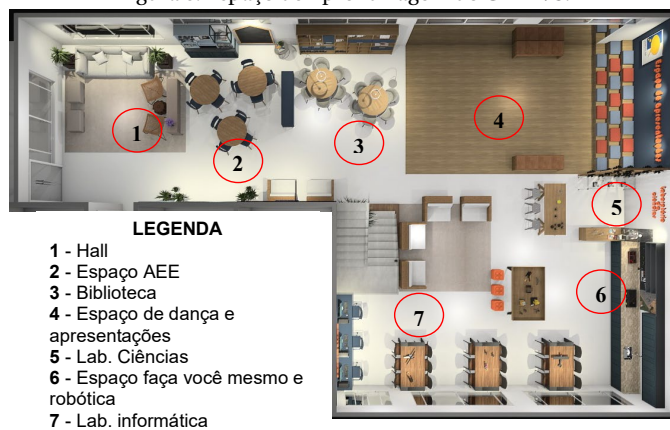 1
2
3
4
5
6
7
LEGENDA
1 - Hall
2 - Espaço AEE
3 - Biblioteca
4 - Espaço de dança e
apresentações
5 - Lab. Ciências
6 - Espaço faça você mesmo e
robótica
7 - Lab. informática